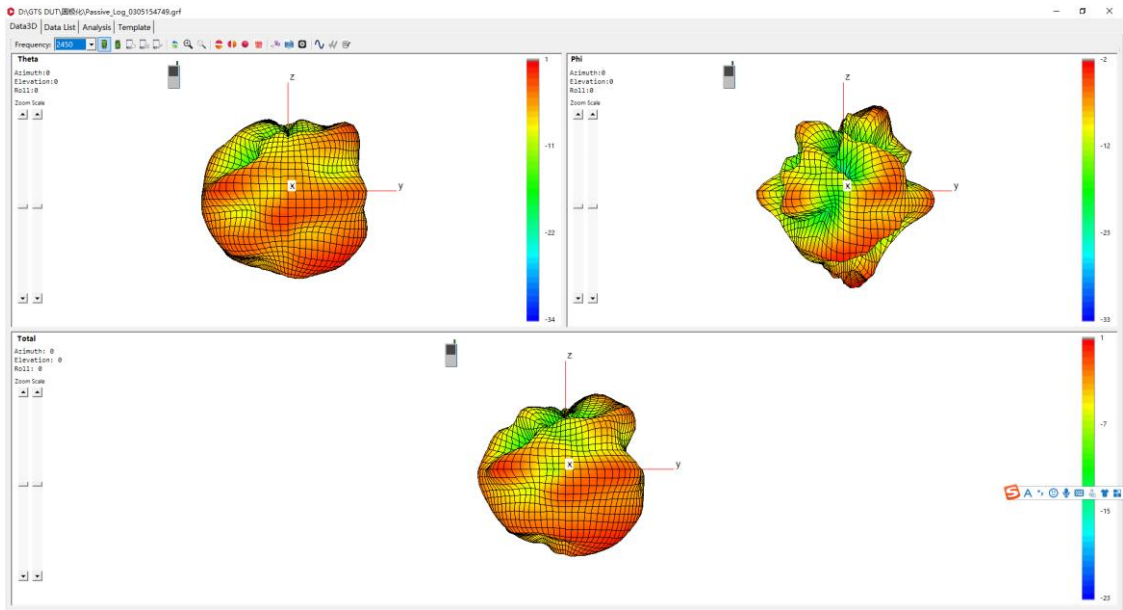 D:\GTS DUT\圆极化\Passive_Log_0305154749.grf
Data3D Data List Analysis Template
Frequency: 2450
Theta
Azimuth:0
Elevation:0
Roll:0
Zoom Scale
z
x
y
1
-11
-22
-34
Phi
Azimuth:0
Elevation:0
Roll:0
Zoom Scale
z
x
y
-2
-12
-23
-33
Total
Azimuth: 0
Elevation: 0
Roll: 0
Zoom Scale
z
x
y
1
-7
-15
-23
S A